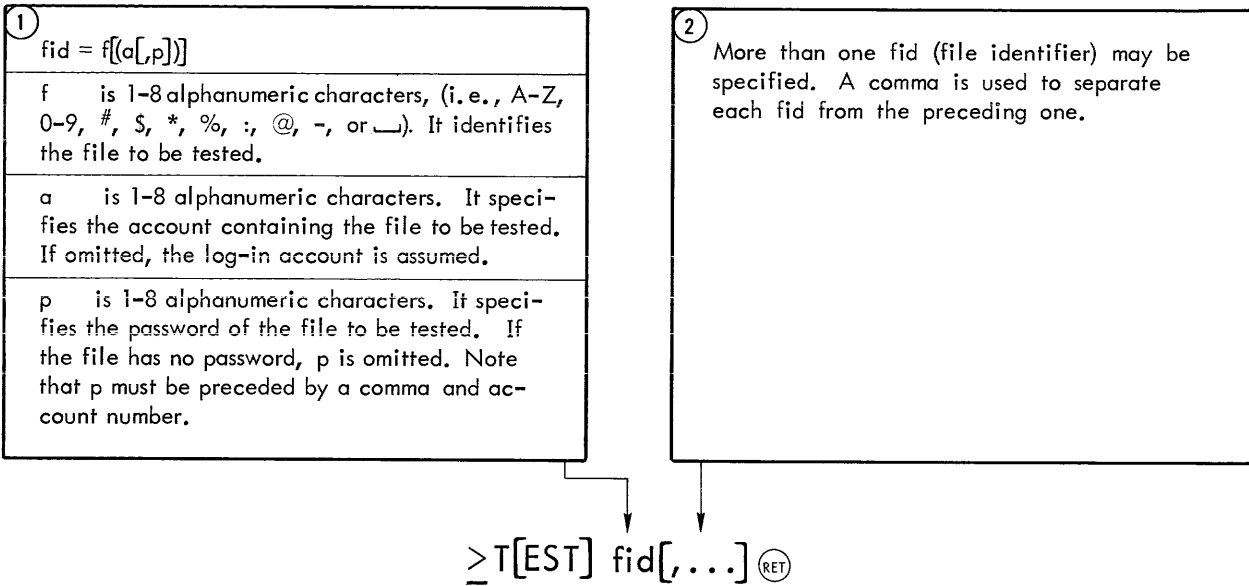 1
fid = f[(a[,p])]
f is 1-8 alphanumeric characters, (i.e., A-Z,
0-9, #, $, *, %, :, @, -, or ⎵). It identifies
the file to be tested.
a is 1-8 alphanumeric characters. It speci-
fies the account containing the file to be tested.
If omitted, the log-in account is assumed.
p is 1-8 alphanumeric characters. It speci-
fies the password of the file to be tested. If
the file has no password, p is omitted. Note
that p must be preceded by a comma and ac-
count number.
2
More than one fid (file identifier) may be
specified. A comma is used to separate
each fid from the preceding one.
>T[EST] fid[,...] RET